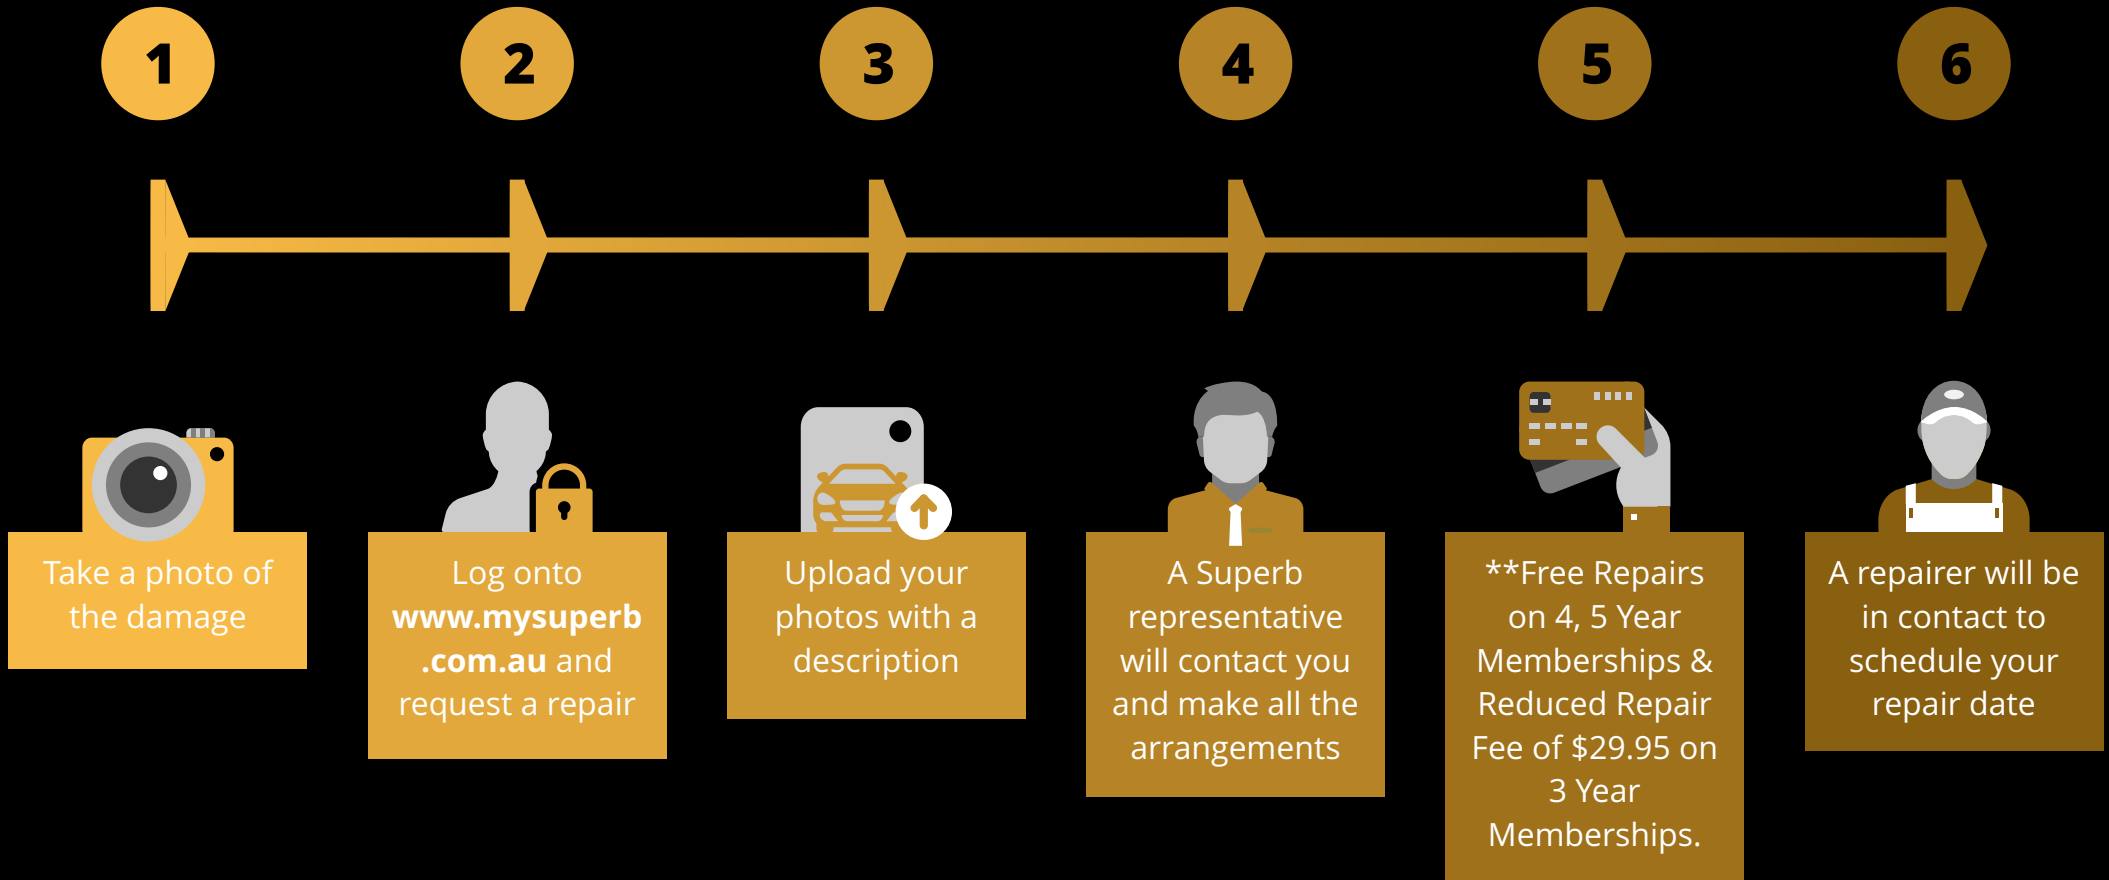 1
2
3
4
5
6
Take a photo of
the damage
Log onto
www.mysuperb
.com.au and
request a repair
Upload your
photos with a
description
A Superb
representative
will contact you
and make all the
arrangements
**Free Repairs
on 4, 5 Year
Memberships &
Reduced Repair
Fee of $29.95 on
3 Year
Memberships.
A repairer will be
in contact to
schedule your
repair date